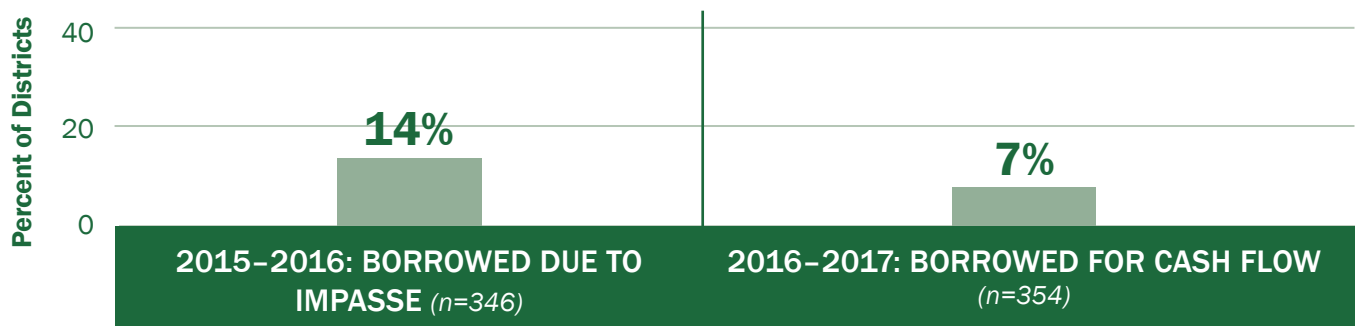 Percent of Districts
40
20
0
14%
7%
2015–2016: BORROWED DUE TO
IMPASSE (n=346)
2016–2017: BORROWED FOR CASH FLOW
(n=354)